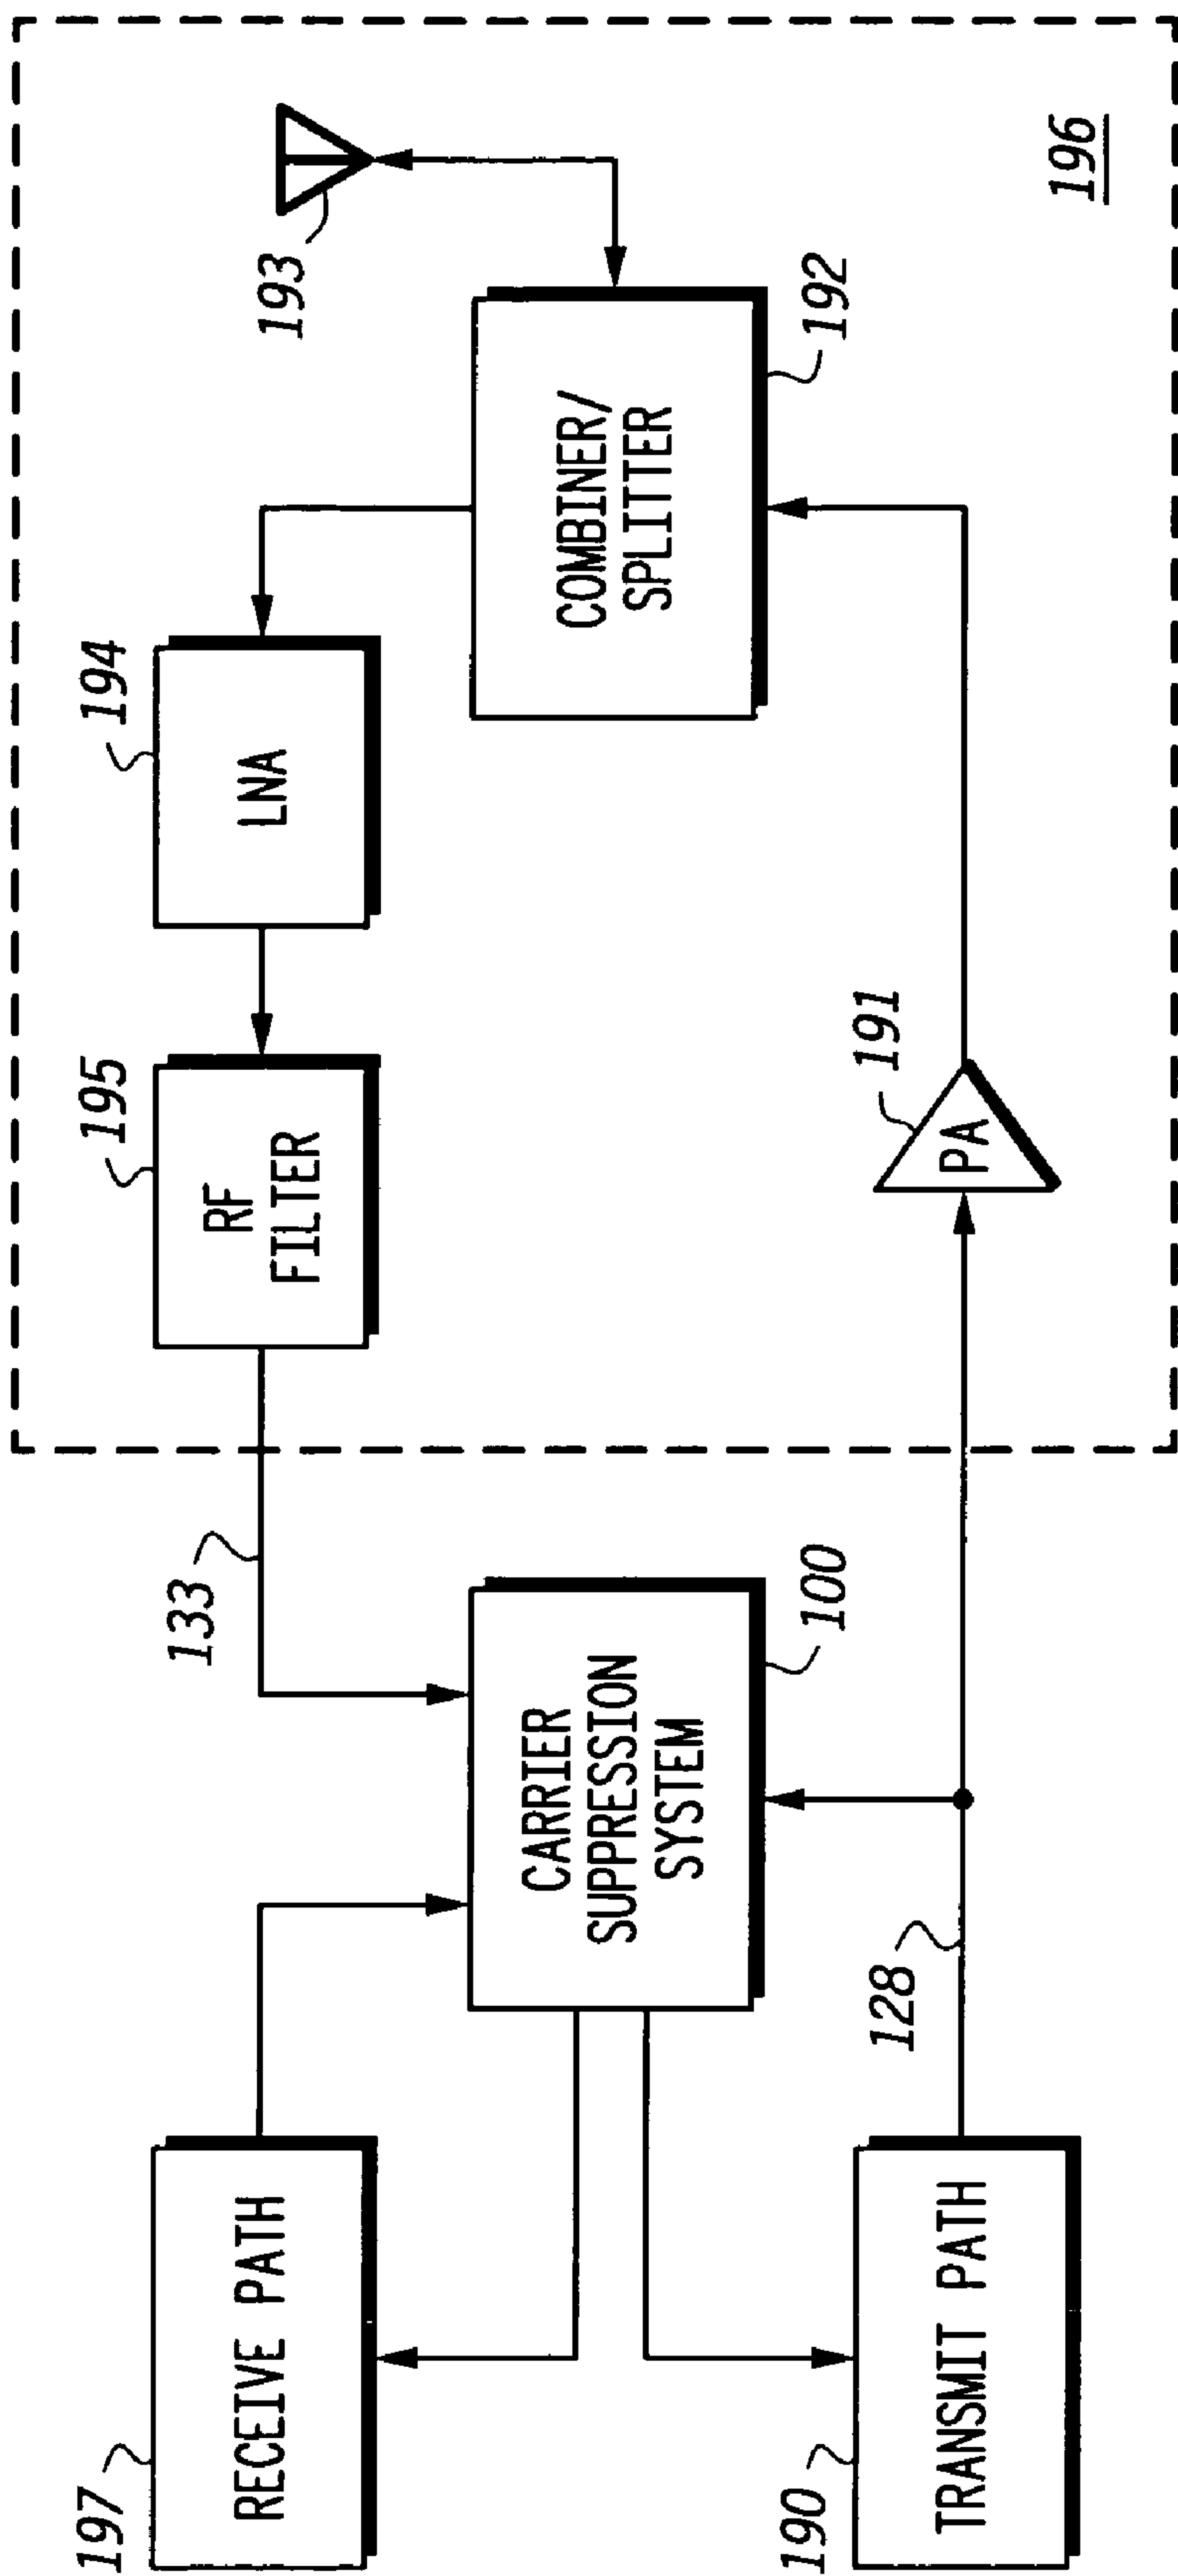 197
RECEIVE PATH
133
195
RF
FILTER
194
LNA
193
CARRIER
SUPPRESSION
SYSTEM
100
COMBINER/
SPLITTER
192
190
TRANSMIT PATH
128
191
PA
196